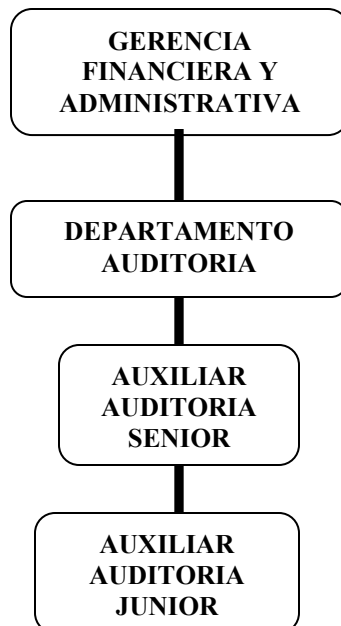 GERENCIA
FINANCIERA Y
ADMINISTRATIVA
DEPARTAMENTO
AUDITORIA
AUXILIAR
AUDITORIA
SENIOR
AUXILIAR
AUDITORIA
JUNIOR